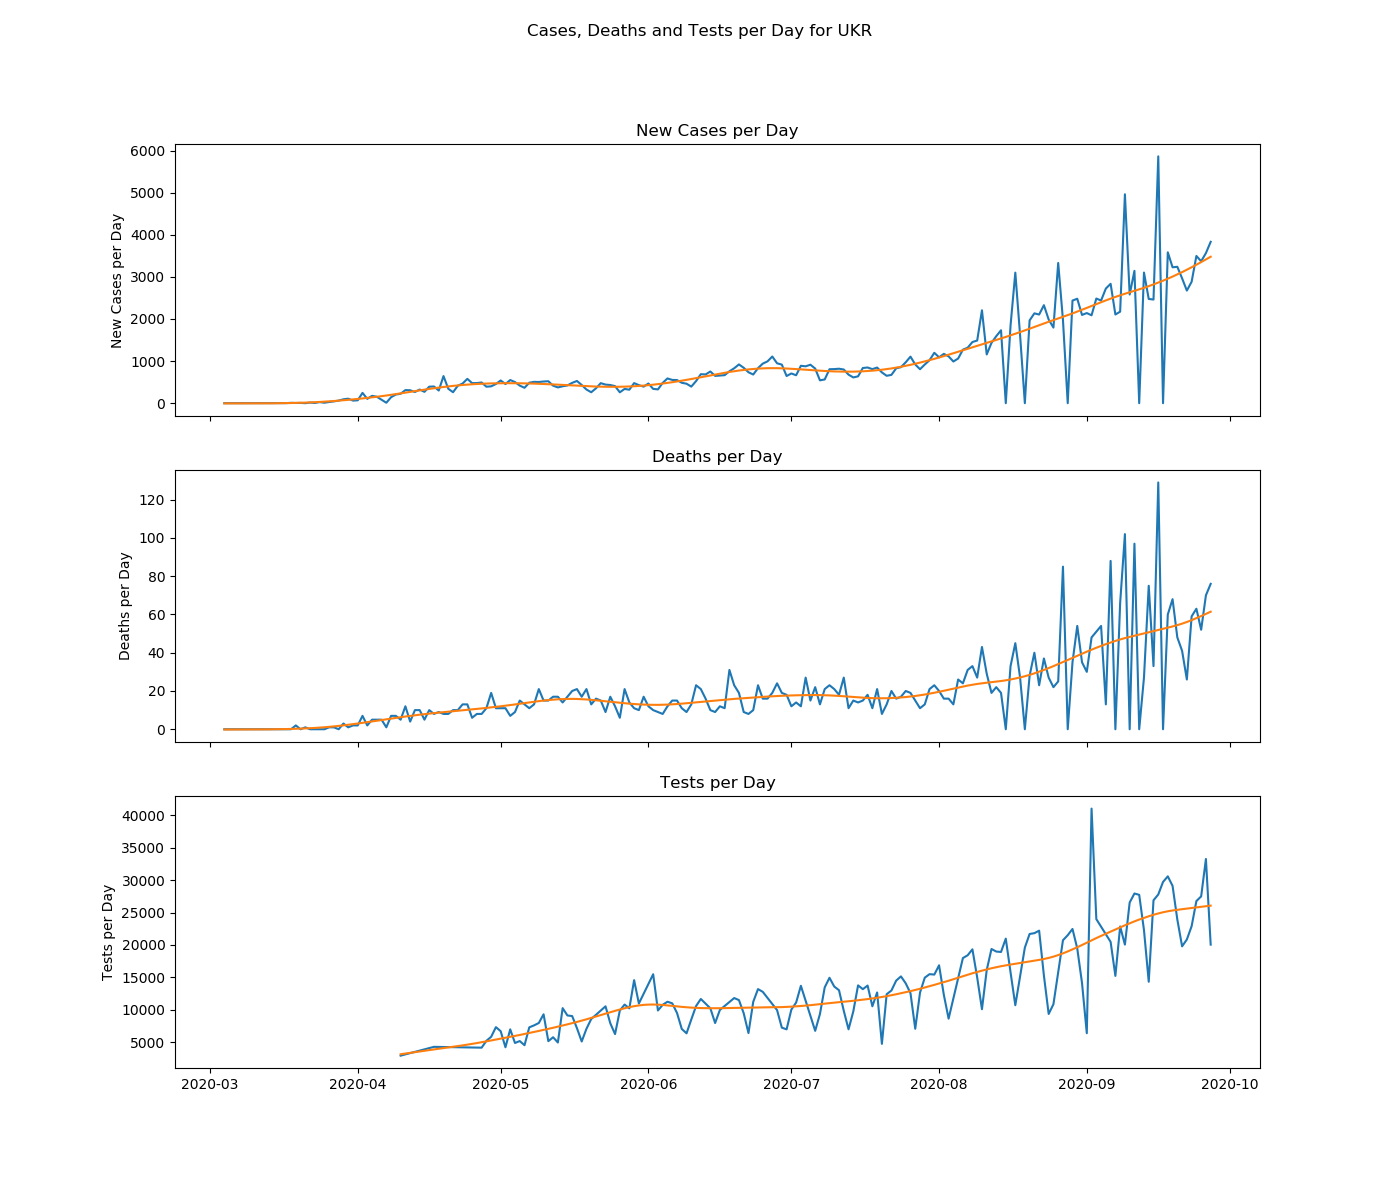 Cases, Deaths and Tests per Day for UKR
New Cases per Day
New Cases per Day
6000
5000
4000
3000
2000
1000
0
Deaths per Day
Deaths per Day
120
100
80
60
40
20
0
Tests per Day
Tests per Day
40000
35000
30000
25000
20000
15000
10000
5000
2020-03 2020-04 2020-05 2020-06 2020-07 2020-08 2020-09 2020-10